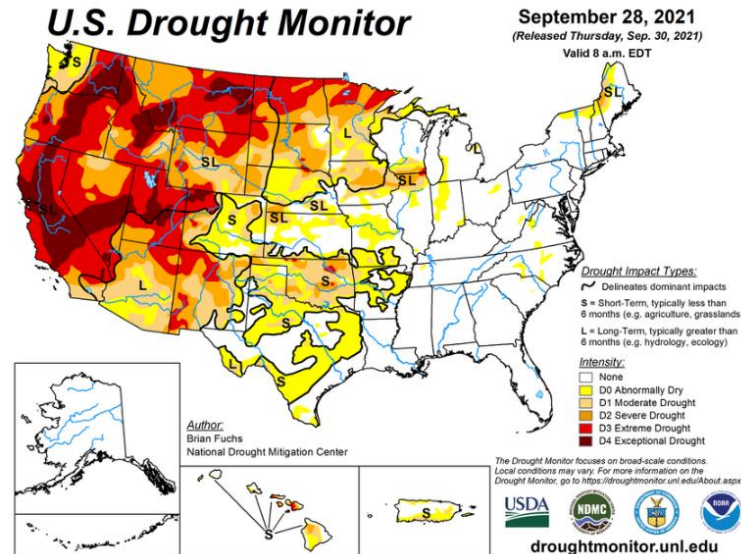 U.S. Drought Monitor
September 28, 2021
(Released Thursday, Sep. 30, 2021)
Valid 8 a.m. EDT
S
SL
L
L
SL
SL
SL
S
SL
SL
L
S
S
L
S
S
Drought Impact Types:
Delineates dominant impacts
S = Short-Term, typically less than
6 months (e.g. agriculture, grasslands
L = Long-Term, typically greater than
6 months (e.g. hydrology, ecology)
Intensity:
None
D0 Abnormally Dry
D1 Moderate Drought
D2 Severe Drought
D3 Extreme Drought
D4 Exceptional Drought
Author:
Brian Fuchs
National Drought Mitigation Center
S
S
The Drought Monitor focuses on broad-scale conditions.
Local conditions may vary. For more information on the
Drought Monitor, go to https://droughtmonitor.unl.edu/About.aspx
USDA
NDMC
NOAA
droughtmonitor.unl.edu